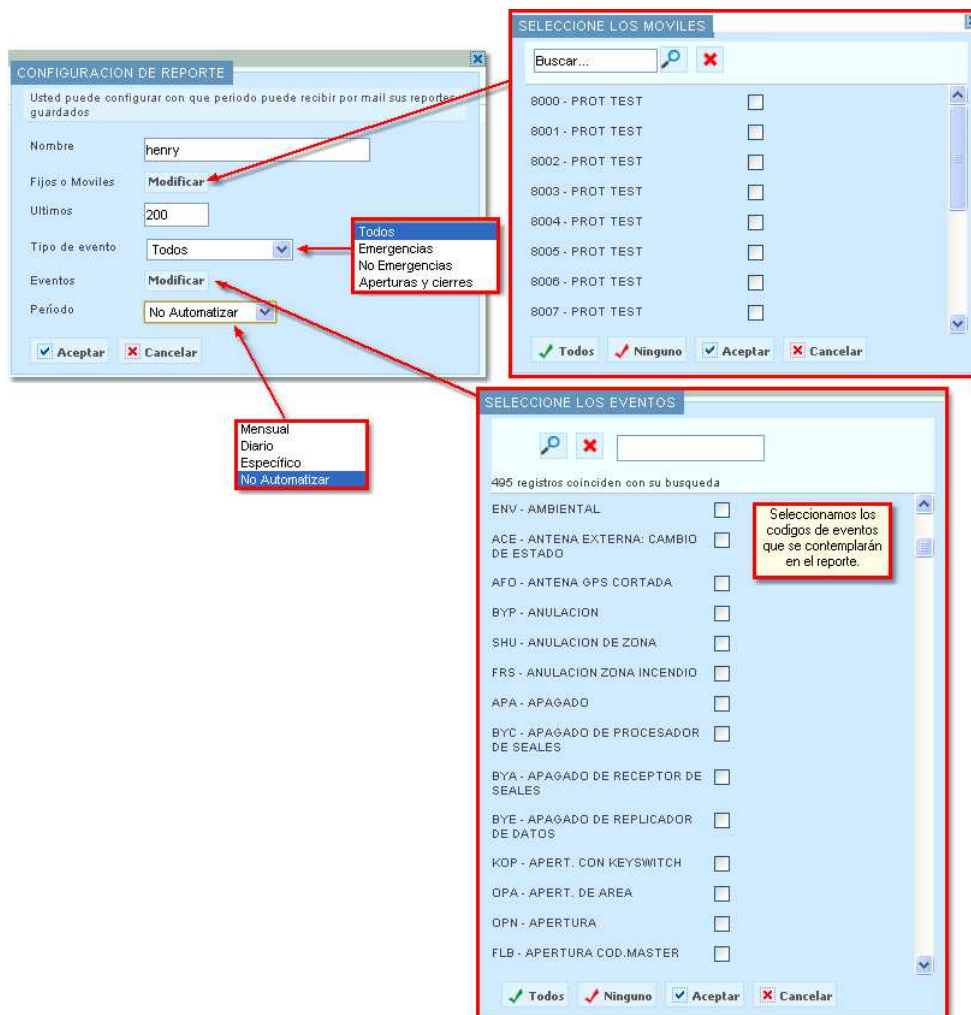 CONFIGURACION DE REPORTE
Usted puede configurar con que periodo puede recibir por mail sus reportes
guardados
Nombre
henry
Fijos o Moviles
Modificar
Ultimos
200
Tipo de evento
Todos
Eventos
Modificar
Período
No Automatizar
Aceptar
Cancelar
Todos
Emergencias
No Emergencias
Aperturas y cierres
Mensual
Diario
Específico
No Automatizar
SELECCIONE LOS MOVILES
Buscar...
8000 - PROT TEST
8001 - PROT TEST
8002 - PROT TEST
8003 - PROT TEST
8004 - PROT TEST
8005 - PROT TEST
8006 - PROT TEST
8007 - PROT TEST
Todos
Ninguno
Aceptar
Cancelar
SELECCIONE LOS EVENTOS
495 registros coinciden con su busqueda
ENV - AMBIENTAL
ACE - ANTENA EXTERNA: CAMBIO
DE ESTADO
AFO - ANTENA GPS CORTADA
BYP - ANULACION
SHU - ANULACION DE ZONA
FRS - ANULACION ZONA INCENDIO
APA - APAGADO
BYC - APAGADO DE PROCESADOR
DE SEALES
BYA - APAGADO DE RECEPTOR DE
SEALES
BYE - APAGADO DE REPLICADOR
DE DATOS
KOP - APERT. CON KEYSWITCH
OPA - APERT. DE AREA
OPN - APERTURA
FLB - APERTURA COD.MASTER
Seleccionamos los
codigos de eventos
que se contemplarán
en el reporte.
Todos
Ninguno
Aceptar
Cancelar